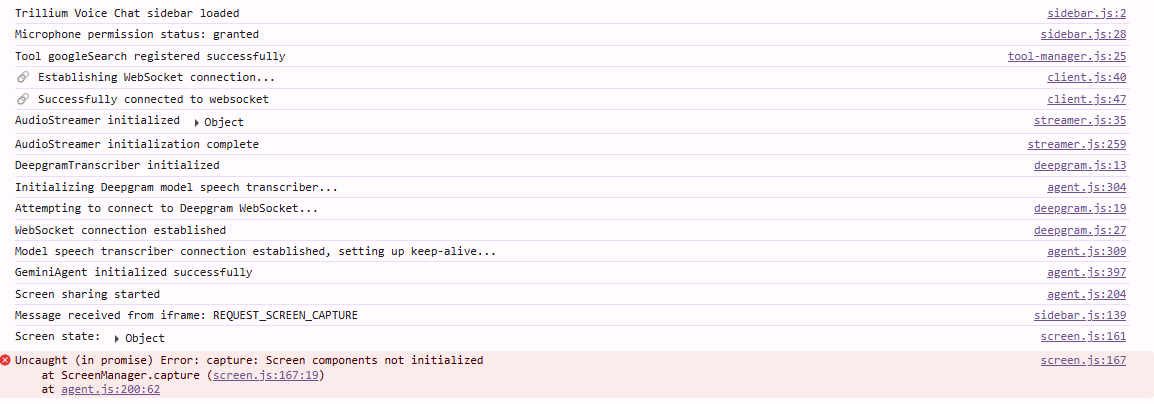 Trillium Voice Chat sidebar loaded sidebar.js:2
Microphone permission status: granted sidebar.js:28
Tool googleSearch registered successfully tool-manager.js:25
🔗 Establishing WebSocket connection... client.js:40
🔗 Successfully connected to websocket client.js:47
AudioStreamer initialized ▶ Object streamer.js:35
AudioStreamer initialization complete streamer.js:259
DeepgramTranscriber initialized deepgram.js:13
Initializing Deepgram model speech transcriber... agent.js:304
Attempting to connect to Deepgram WebSocket... deepgram.js:19
WebSocket connection established deepgram.js:27
Model speech transcriber connection established, setting up keep-alive... agent.js:309
GeminiAgent initialized successfully agent.js:397
Screen sharing started agent.js:204
Message received from iframe: REQUEST_SCREEN_CAPTURE sidebar.js:139
Screen state: ▶ Object screen.js:161
Uncaught (in promise) Error: capture: Screen components not initialized screen.js:167
at ScreenManager.capture (screen.js:167:19)
at agent.js:200:62